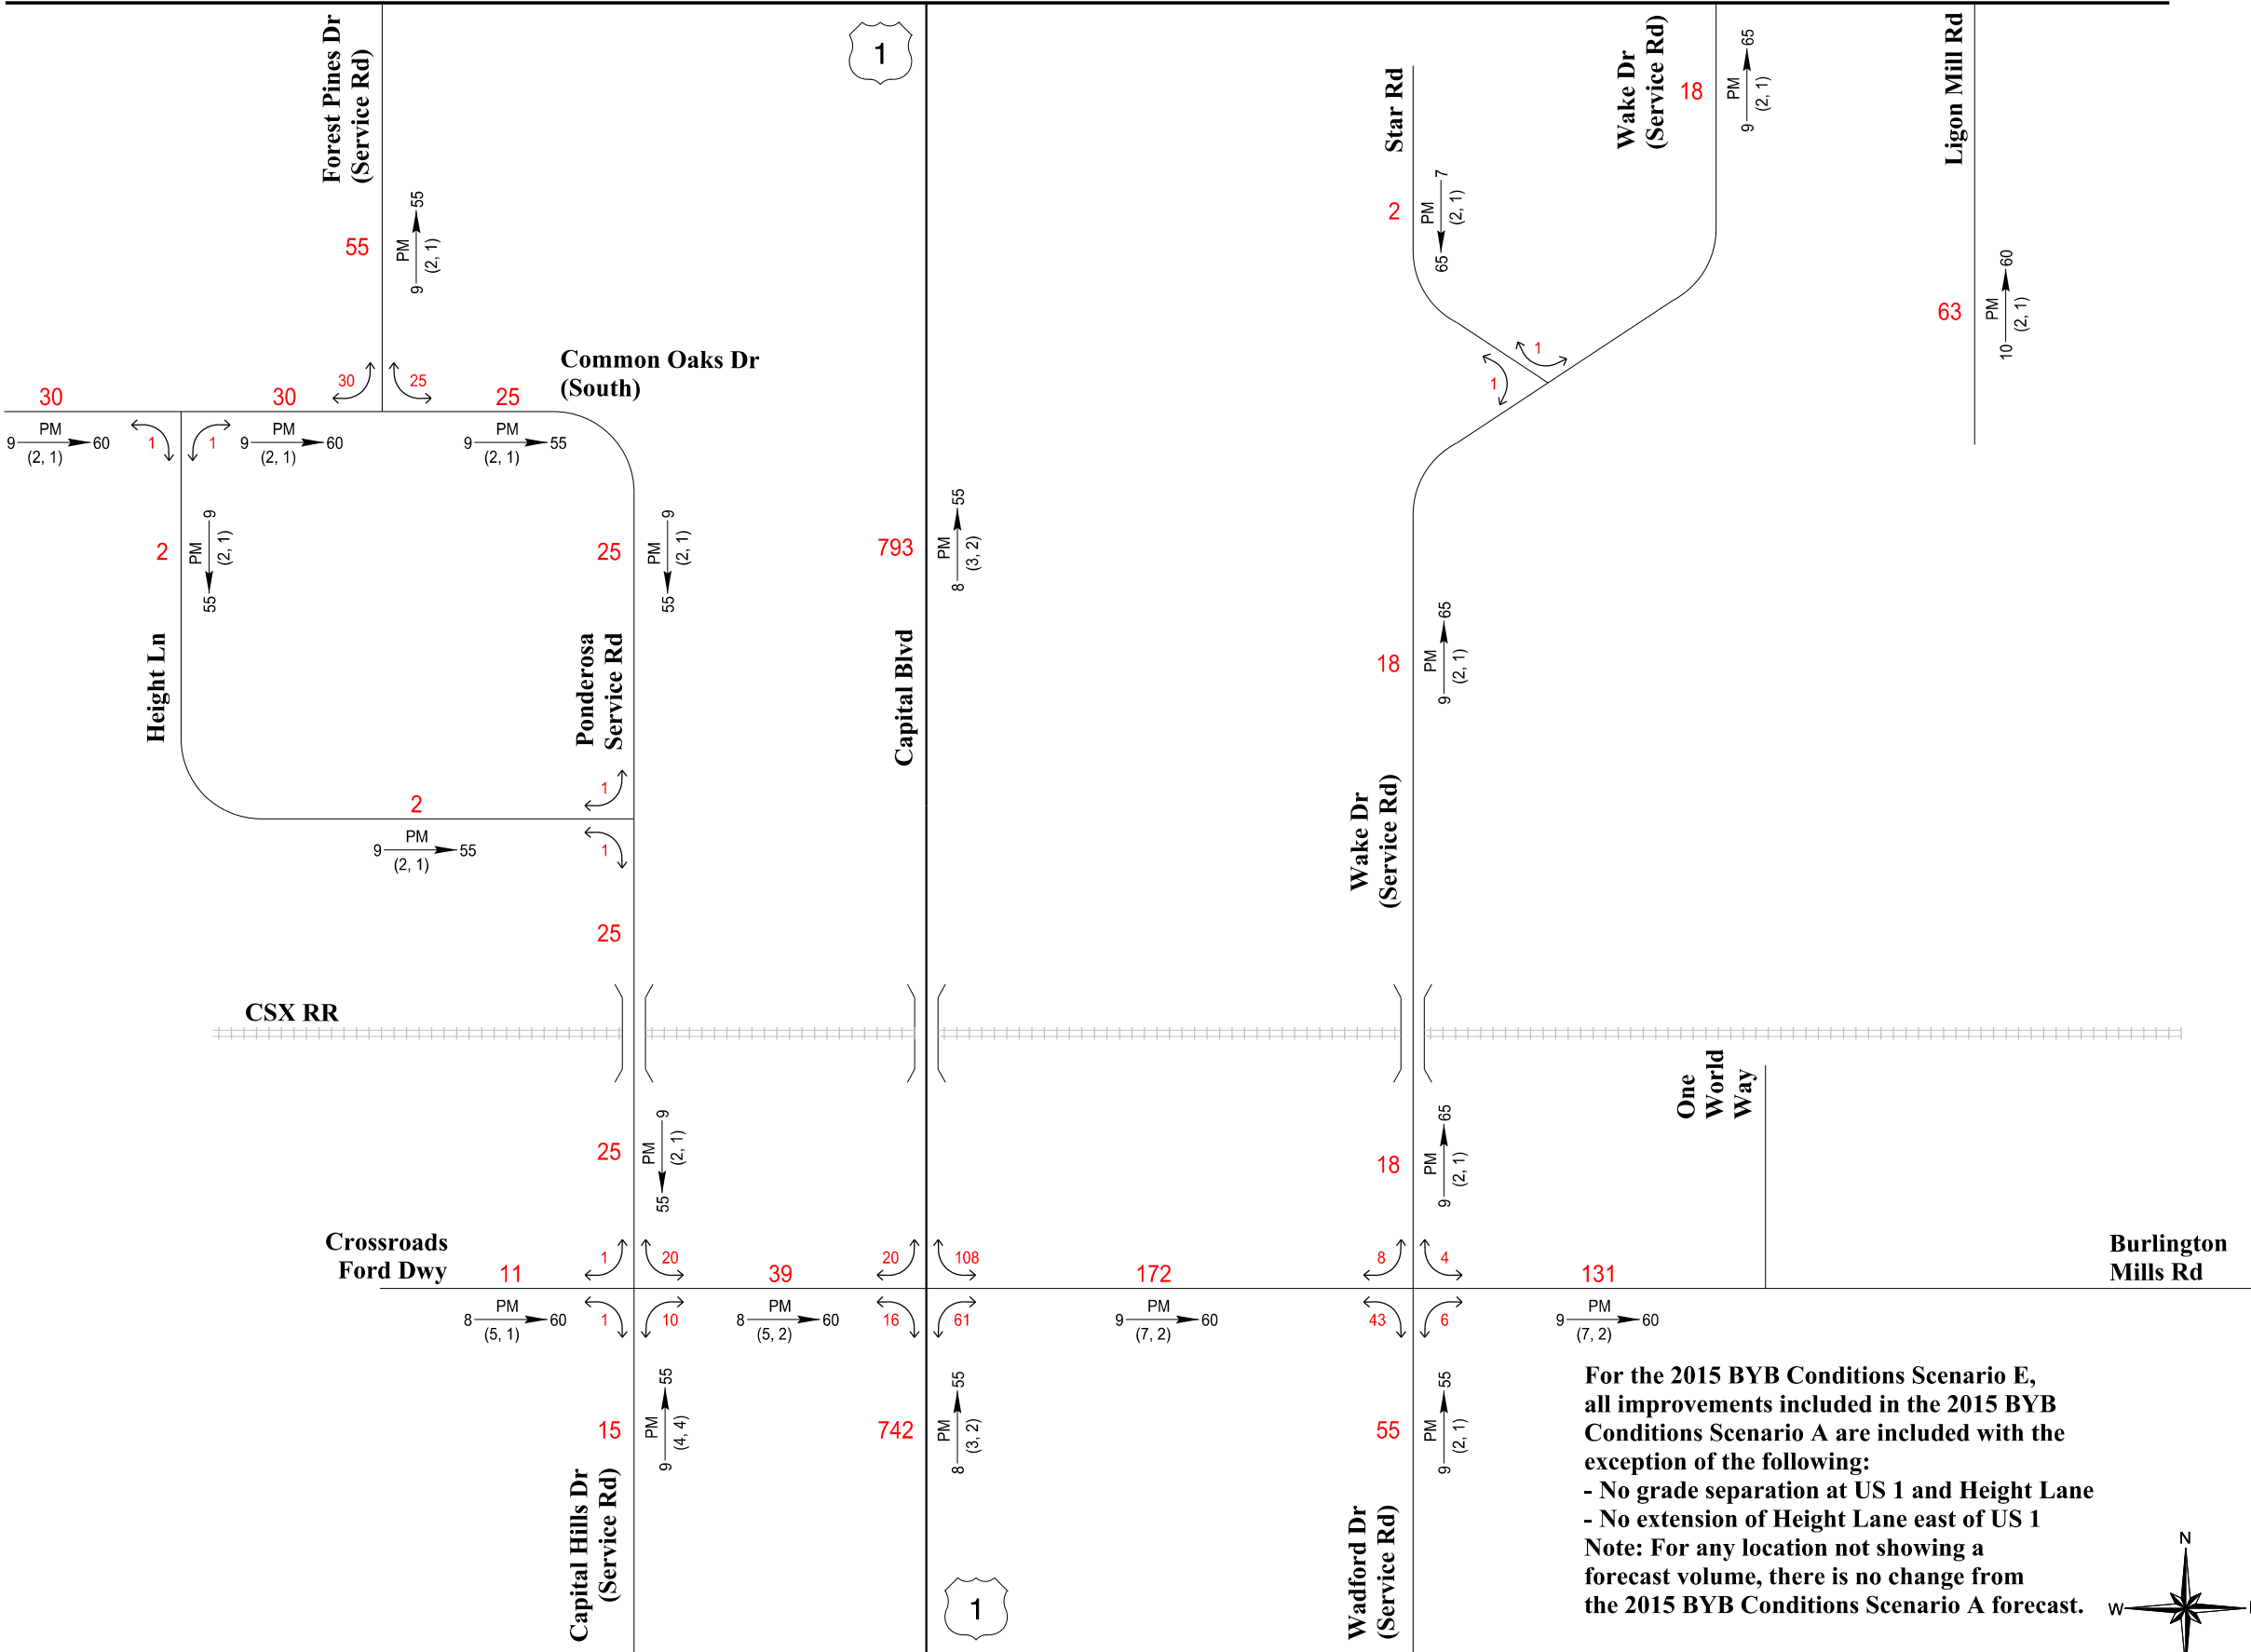 Forest Pines Dr
(Service Rd)
55
9 PM 55
(2, 1)
1
Star Rd
2
7 PM 65
(2, 1)
Wake Dr
(Service Rd)
18
9 PM 65
(2, 1)
Ligon Mill Rd
63
10 PM 60
(2, 1)
Common Oaks Dr
(South)
30
9 PM 60
(2, 1)
1
1
30
9 PM 60
(2, 1)
30
25
25
9 PM 55
(2, 1)
1
1
Height Ln
2
9 PM 55
(2, 1)
Ponderosa
Service Rd
25
9 PM 55
(2, 1)
Capital Blvd
793
8 PM 55
(3, 2)
18
9 PM 65
(2, 1)
Wake Dr
(Service Rd)
2
9 PM 55
(2, 1)
1
1
25
CSX RR
25
9 PM 55
(2, 1)
18
9 PM 65
(2, 1)
One
World
Way
Crossroads
Ford Dwy
11
8 PM 60
(5, 1)
1
20
1
10
39
8 PM 60
(5, 2)
20
108
16
61
172
9 PM 60
(7, 2)
8
4
43
6
131
9 PM 60
(7, 2)
Burlington
Mills Rd
15
9 PM 55
(4, 4)
Capital Hills Dr
(Service Rd)
742
8 PM 55
(3, 2)
1
55
9 PM 55
(2, 1)
Wadford Dr
(Service Rd)
For the 2015 BYB Conditions Scenario E,
all improvements included in the 2015 BYB
Conditions Scenario A are included with the
exception of the following:
- No grade separation at US 1 and Height Lane
- No extension of Height Lane east of US 1
Note: For any location not showing a
forecast volume, there is no change from
the 2015 BYB Conditions Scenario A forecast.
N
W